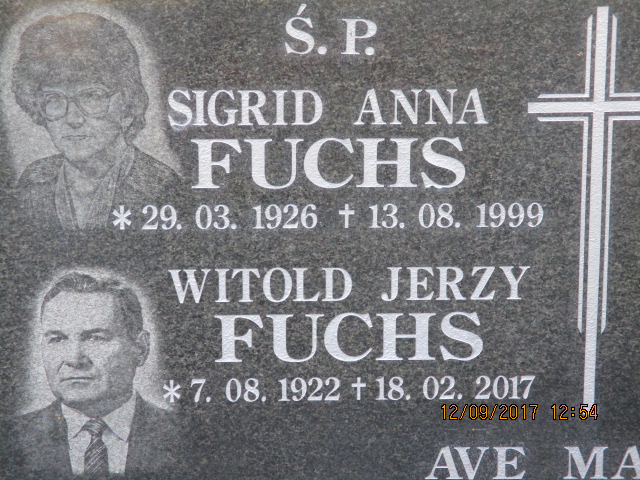 Ś. P.
SIGRID ANNA
FUCHS
* 29. 03. 1926 † 13. 08. 1999
WITOLD JERZY
FUCHS
* 7. 08. 1922 † 18. 02. 2017
12/09/2017 12:54
AVE MA